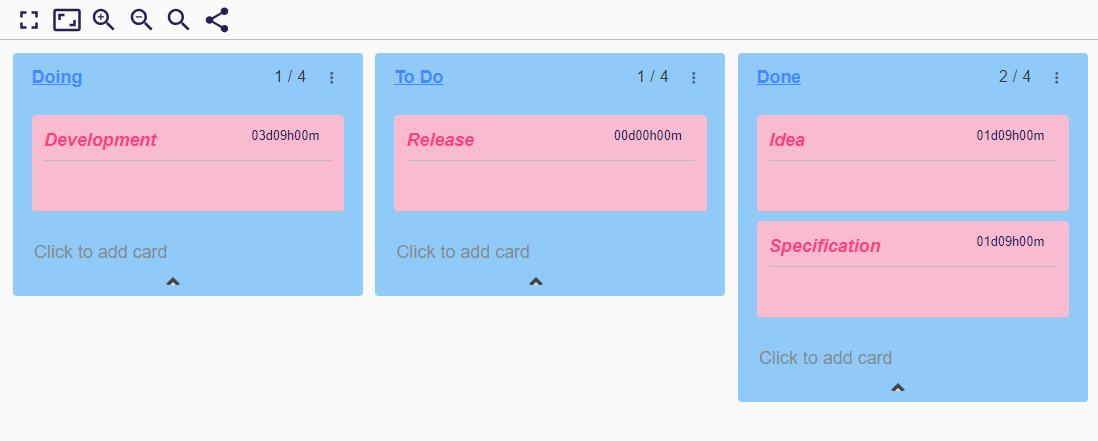 Doing 1 / 4
Development 03d09h00m
Click to add card
To Do 1 / 4
Release 00d00h00m
Click to add card
Done 2 / 4
Idea 01d09h00m
Specification 01d09h00m
Click to add card